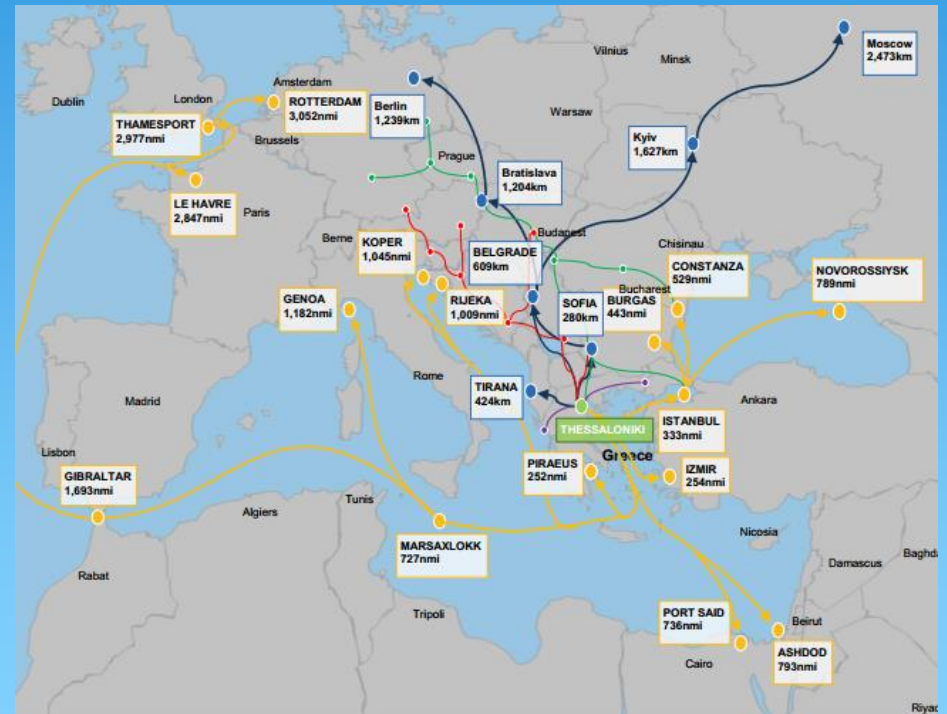 Moscow
2,473km
Vilnius
Minsk
Dublin
London
Amsterdam
ROTTERDAM
3,052nmi
Berlin
1,239km
Warsaw
THAMESPORT
2,977nmi
Brussels
Kyiv
1,627km
Prague
Bratislava
1,204km
LE HAVRE
2,847nmi
Paris
Berne
KOPER
1,045nmi
Budapest
BELGRADE
609km
Chisinau
CONSTANZA
529nmi
NOVOROSSIYSK
789nmi
Bucharest
GENOA
1,182nmi
RIJEKA
1,009nmi
SOFIA
280km
BURGAS
443nmi
Rome
TIRANA
424km
Madrid
Ankara
ISTANBUL
333nmi
THESSALONIKI
Greece
Lisbon
GIBRALTAR
1,693nmi
PIRAEUS
252nmi
IZMIR
254nmi
Tunis
Algiers
MARSAXLOKK
727nmi
Nicosia
Damascus
Baghda
Rabat
Tripoli
PORT SAID
736nmi
Beirut
Cairo
ASHDOD
793nmi
Riyad